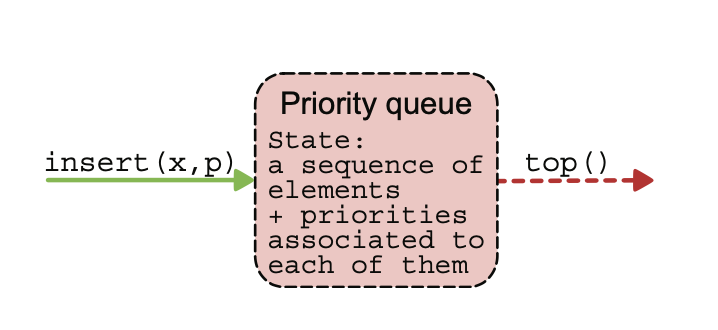 Priority queue
State:
insert(x,p)
a sequence of
top()
elements
+ priorities
associated to
each of them